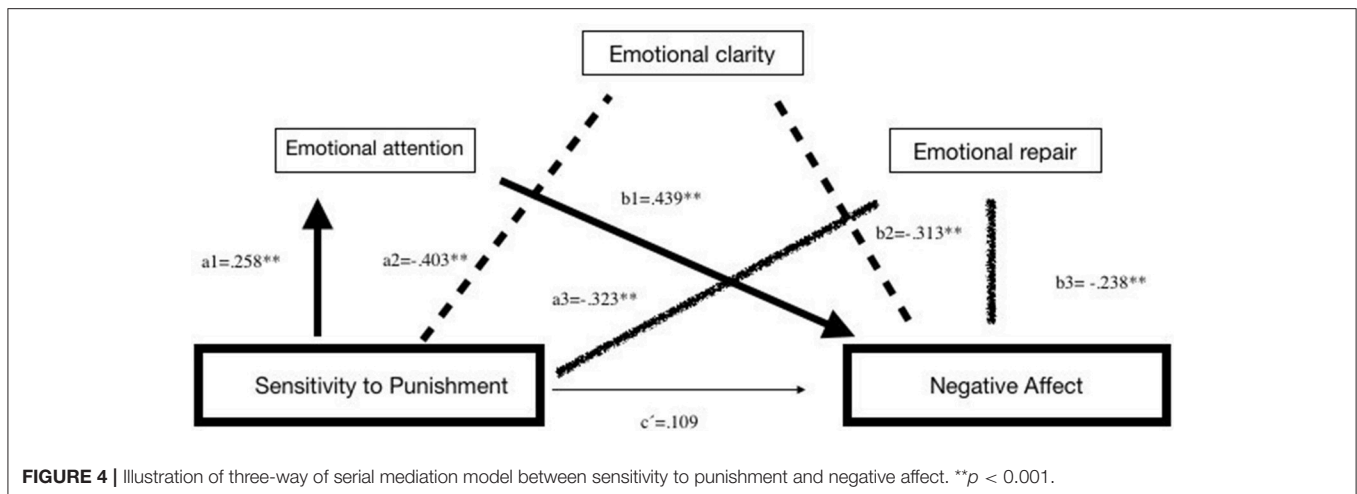 Emotional clarity
Emotional attention
Emotional repair
b1=.439**
b2=-.313**
a1=.258**
a2=-.403**
a3=-.323**
b3= -.238**
Sensitivity to Punishment
Negative Affect
c´=.109
FIGURE 4 | Illustration of three-way of serial mediation model between sensitivity to punishment and negative affect. **p < 0.001.